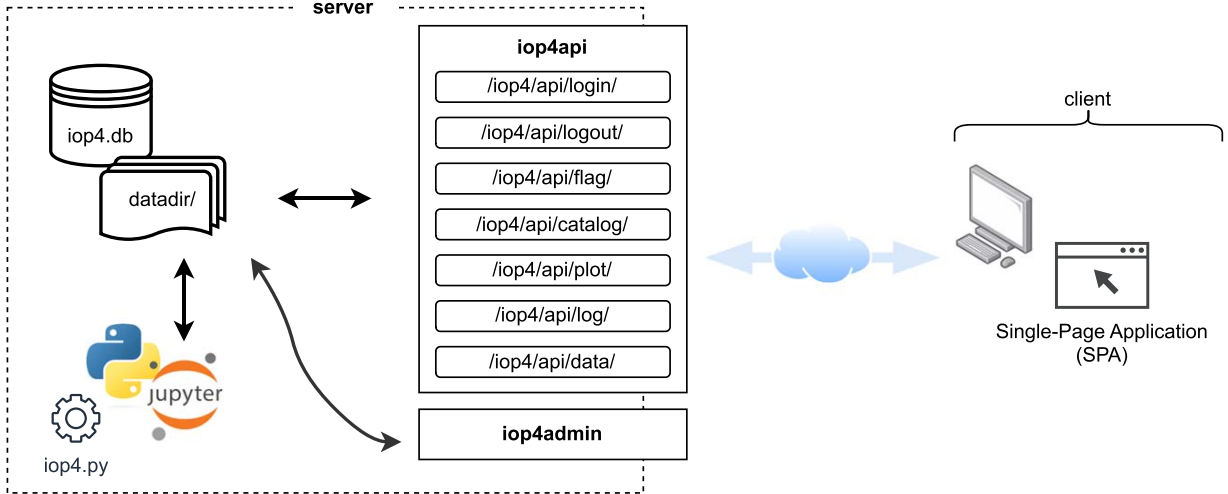 server
iop4.db
datadir/
jupyter
iop4.py
iop4api
/iop4/api/login/
/iop4/api/logout/
/iop4/api/flag/
/iop4/api/catalog/
/iop4/api/plot/
/iop4/api/log/
/iop4/api/data/
iop4admin
client
Single-Page Application
(SPA)